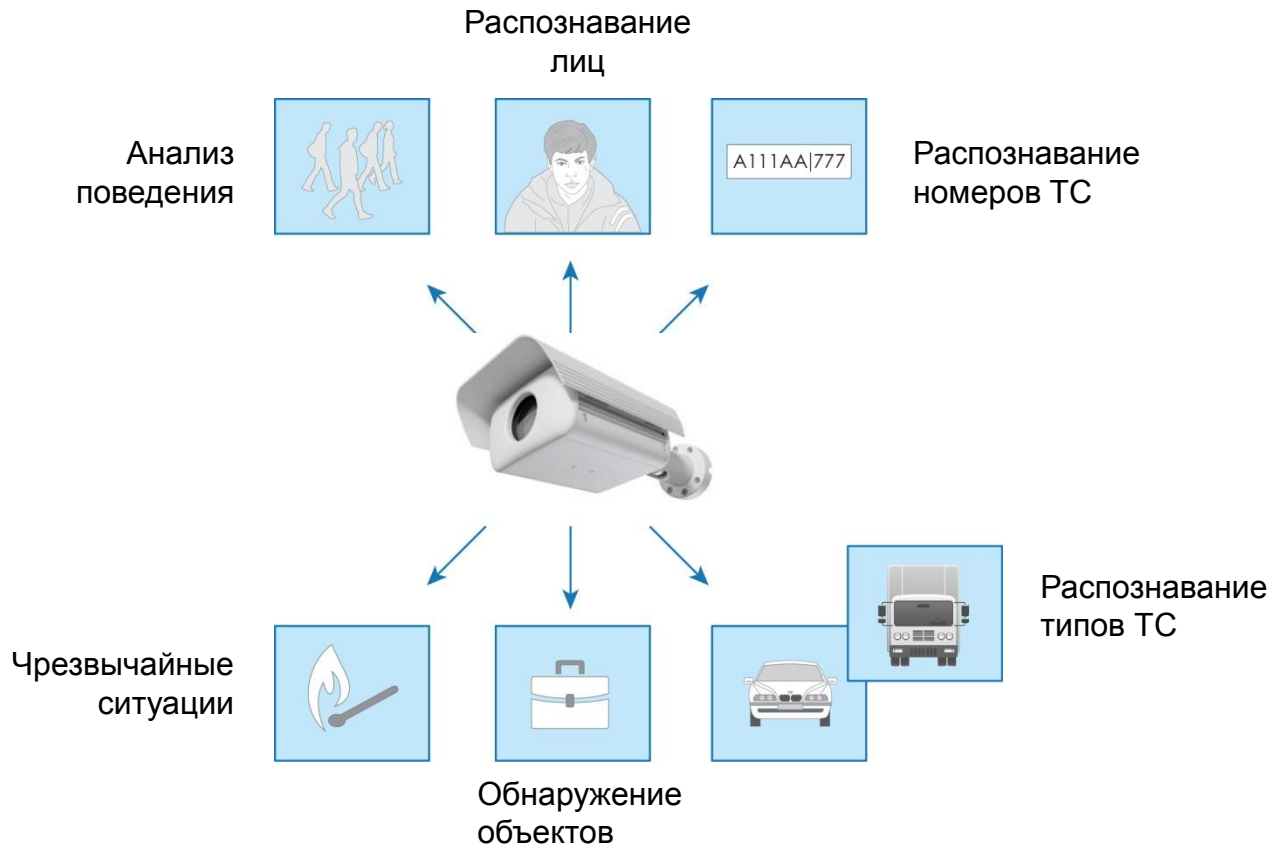 Распознавание
лиц
Анализ
поведения
A111AA|777
Распознавание
номеров ТС
Распознавание
типов ТС
Чрезвычайные
ситуации
Обнаружение
объектов